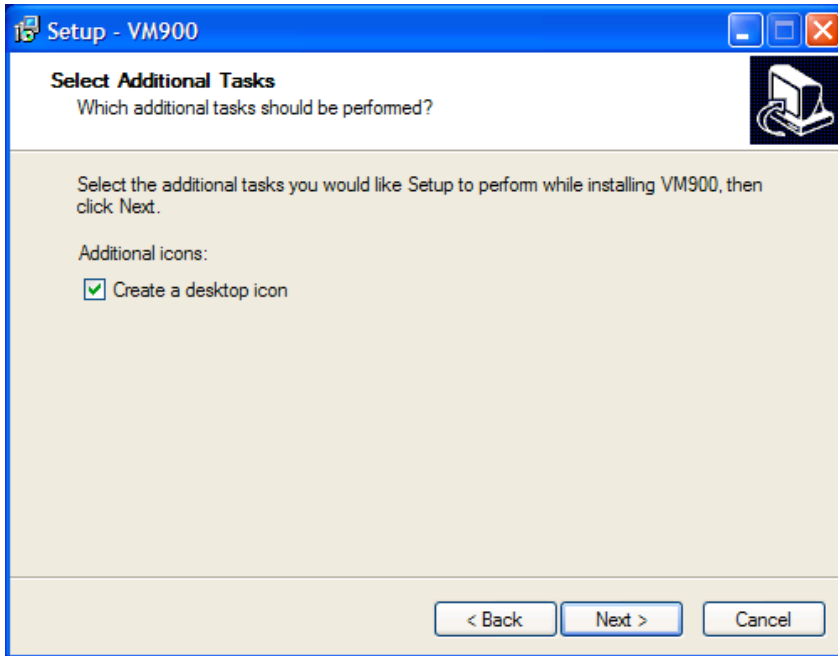 Setup - VM900
Select Additional Tasks
Which additional tasks should be performed?
Select the additional tasks you would like Setup to perform while installing VM900, then
click Next.
Additional icons:
Create a desktop icon
< Back
Next >
Cancel